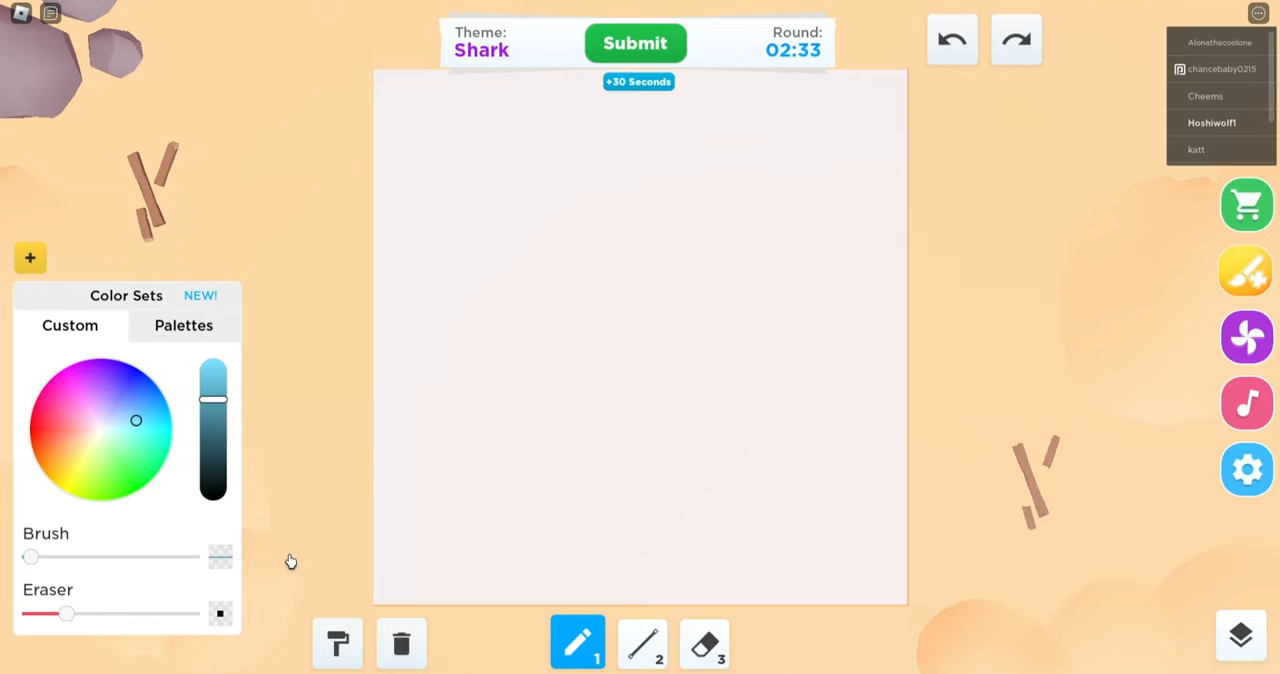 Theme:
Shark
Submit
Round:
02:33
+30 Seconds
Alonathecoolone
chancebaby0215
Cheems
Hoshiwolf1
katt
+
Color Sets NEW!
Custom Palettes
Brush
Eraser
1
2
3